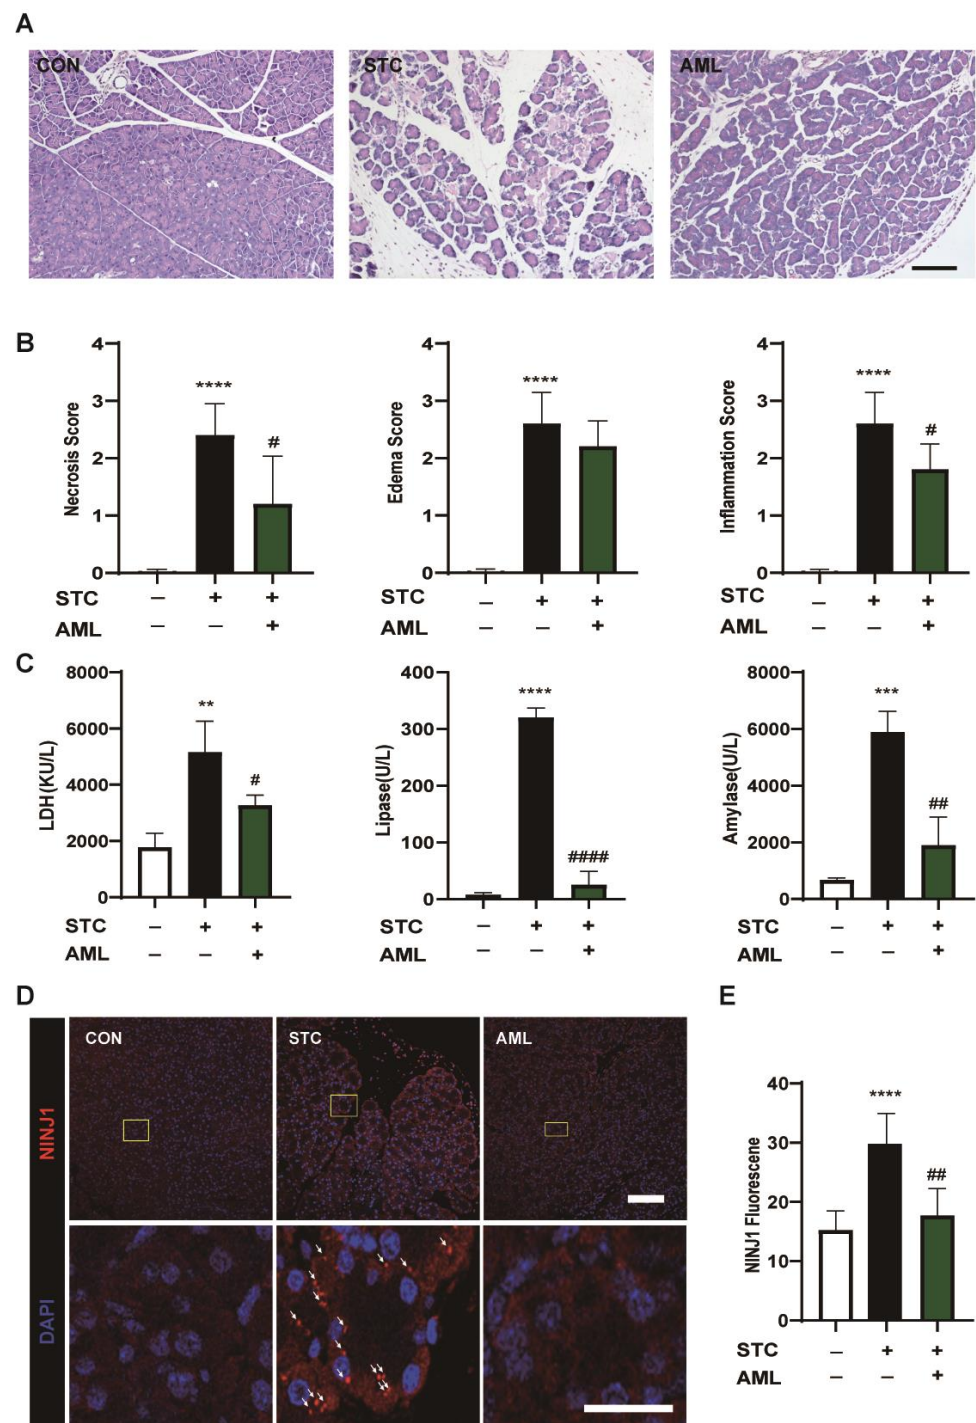 A
CON STC AML
B
4 4 4
**** **** ****
3 3 3
# #
2 2 2
1 1 1
0 0 0
Necrosis Score Edema Score Inflammation Score
STC – + + STC – + + STC – + +
AML – – + AML – – + AML – – +
C
8000 400 8000
** **** ***
6000 300 6000
# ##
4000 200 4000
2000 100 2000
####
0 0 0
LDH(KU/L) Lipase(U/L) Amylase(U/L)
STC – + + STC – + + STC – + +
AML – – + AML – – + AML – – +
D
CON STC AML
NINJ1
DAPI
E
40
****
30
##
20
10
0
NINJ1 Fluorescene
STC – + +
AML – – +